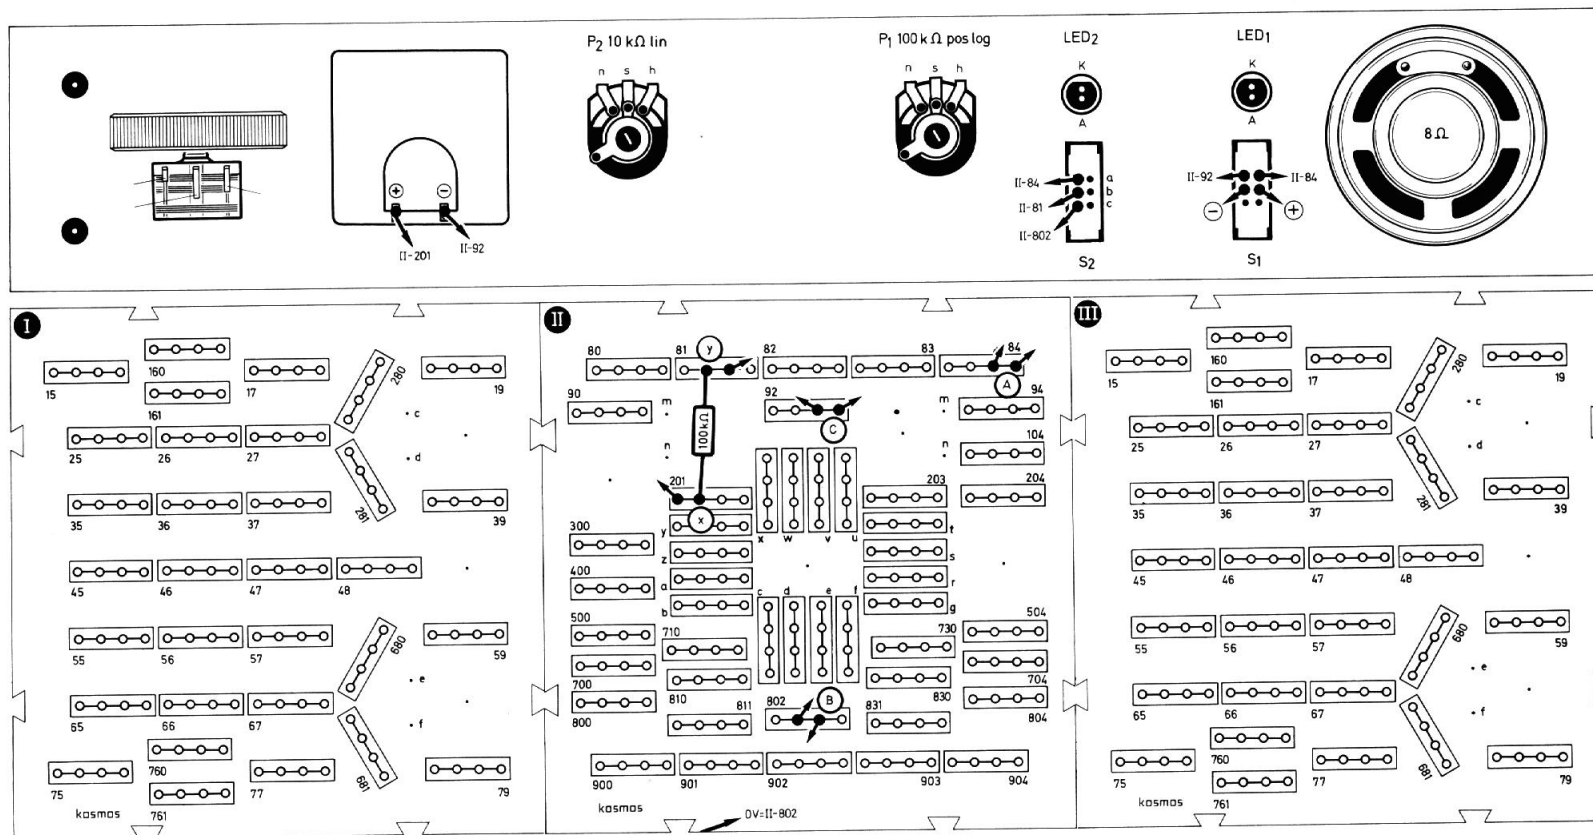 P2 10 kΩ lin
P1 100 k Ω pos log
LED2
LED1
n s h
n s h
K
K
A
A
8 Ω
II-84
II-81
II-802
a
b
c
II-92
II-84
−
+
S2
S1
+
−
II-201
II-92
I
II
III
160
15
17
280
19
161
c
25
26
27
d
35
36
37
281
39
45
46
47
48
55
56
57
680
59
e
65
66
67
f
760
75
77
681
79
kosmos
761
80
81
y
82
83
84
A
90
m
92
C
m
94
n
100 kΩ
n
104
201
203
204
x
y
x
w
v
u
t
300
z
s
400
a
c
d
e
f
r
b
g
500
710
730
504
700
810
830
704
800
811
802
B
831
804
900
901
902
903
904
kosmos
0V=II-802
160
15
17
280
19
161
c
25
26
27
d
35
36
37
281
39
45
46
47
48
55
56
57
680
59
e
65
66
67
f
760
75
77
681
79
kosmos
761